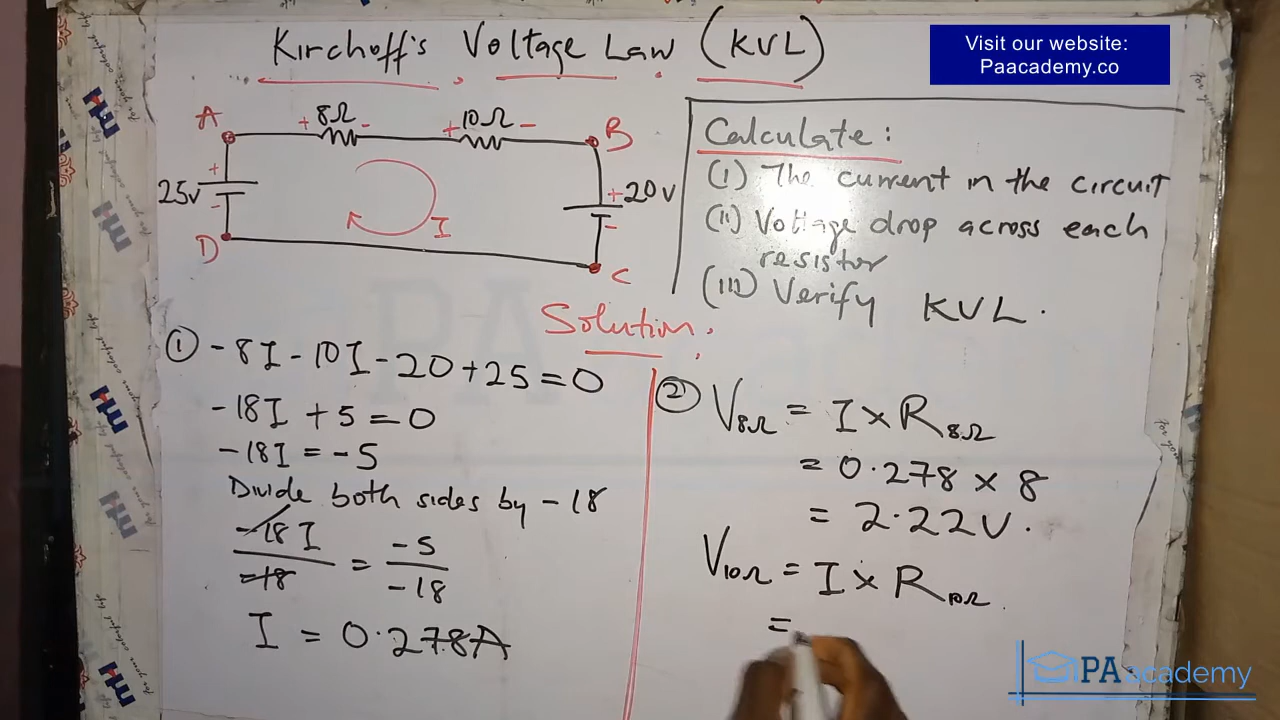 Kirchoff's Voltage Law (KVL)
Visit our website:
Paacademy.co
A
+ 8Ω -
+ 10Ω -
B
25v
+
-
I
+
20v
-
D
C
Calculate:
(i) The current in the circuit
(ii) Voltage drop across each
resistor
(iii) Verify KVL.
Solution.
① -8I - 10I - 20 + 25 = 0
-18I + 5 = 0
-18I = -5
Divide both sides by -18
-18I / -18 = -5 / -18
I = 0.278A
② V8Ω = I × R8Ω
= 0.278 × 8
= 2.22V.
V10Ω = I × R10Ω
=
PA academy